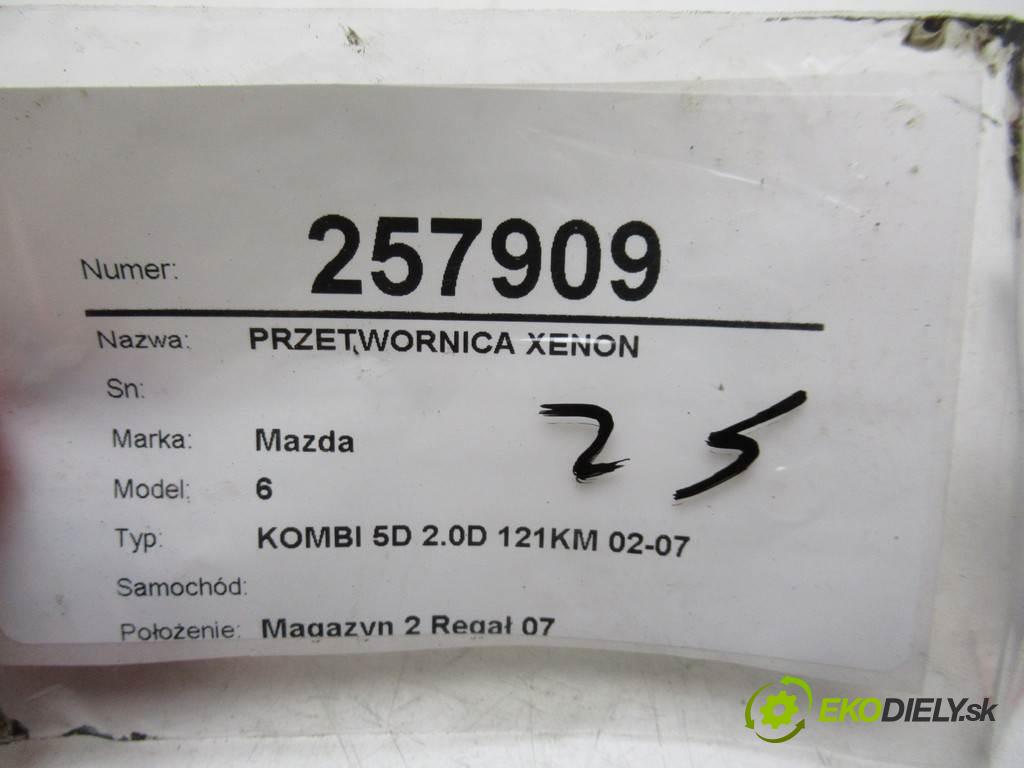 Numer: 257909
Nazwa: PRZETWORNICA XENON
Sn:
Marka: Mazda
25
Model: 6
Typ: KOMBI 5D 2.0D 121KM 02-07
Samochód:
Położenie: Magazyn 2 Regał 07
EKODIELY.sk